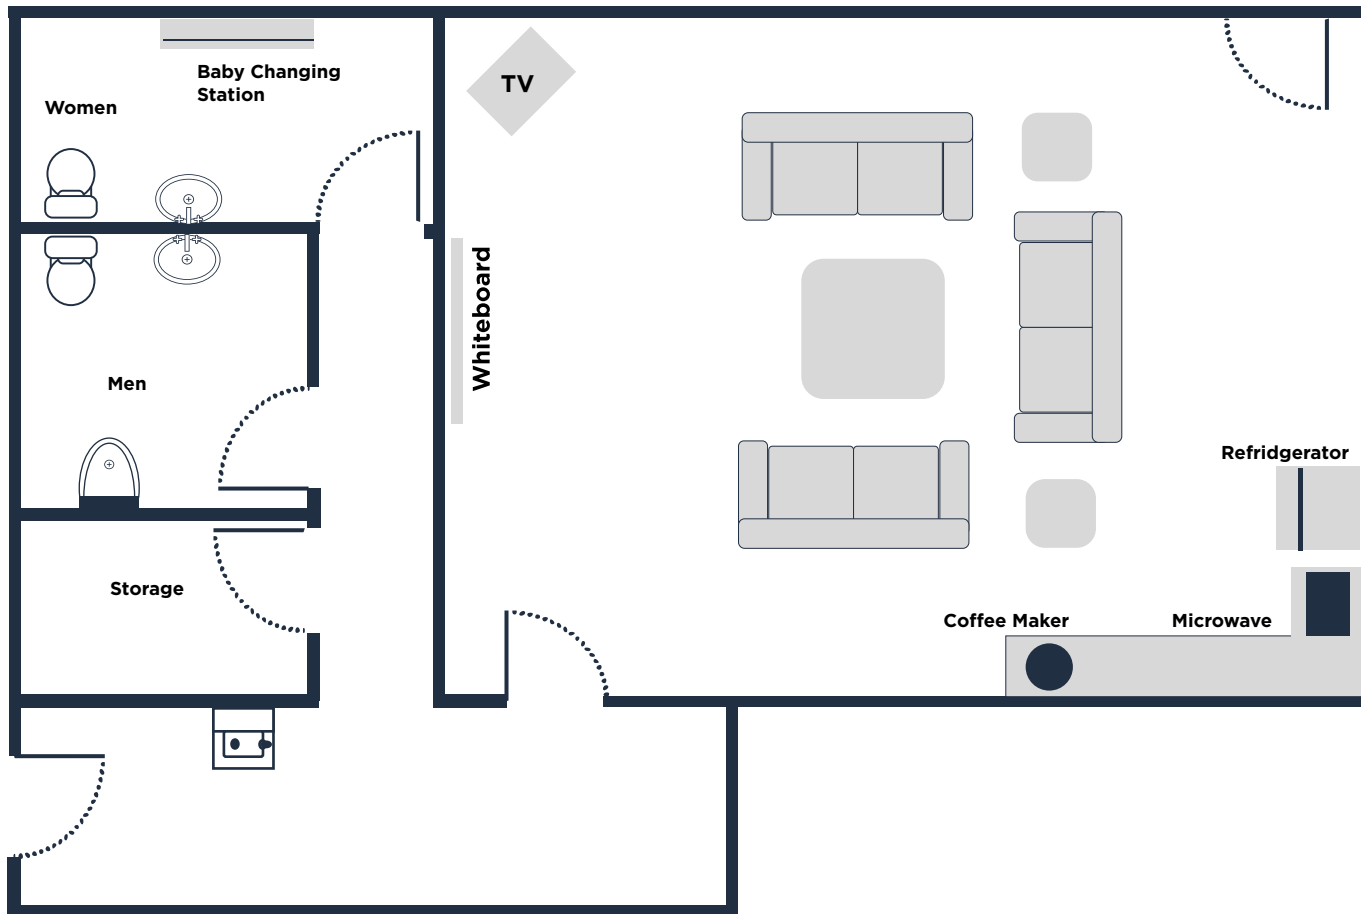 TV
Baby Changing
Station
Women
Whiteboard
Men
Refridgerator
Storage
Coffee Maker
Microwave